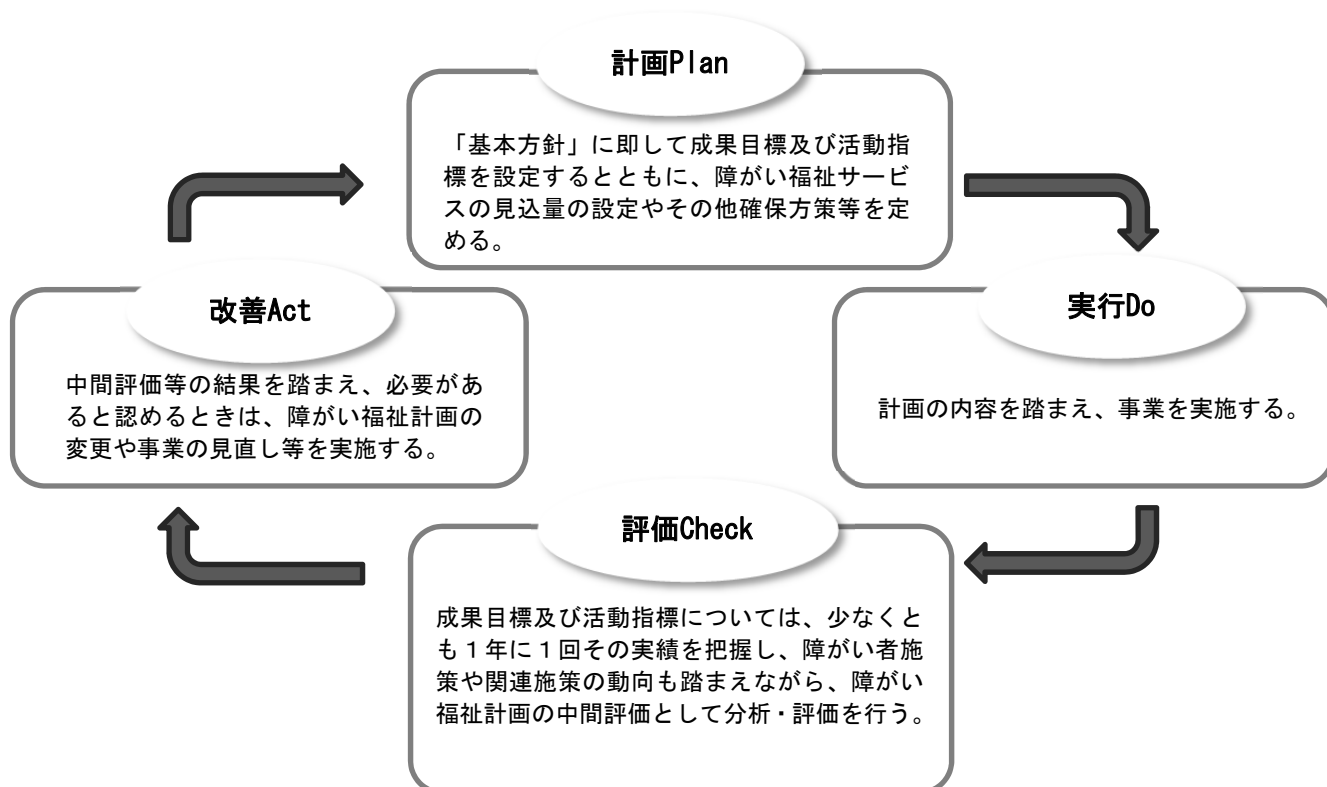 計画Plan
「基本方針」に即して成果目標及び活動指
標を設定するとともに、障がい福祉サービ
スの見込量の設定やその他確保方策等を定
める。
実行Do
計画の内容を踏まえ、事業を実施する。
評価Check
成果目標及び活動指標については、少なくと
も１年に１回その実績を把握し、障がい者施
策や関連施策の動向も踏まえながら、障がい
福祉計画の中間評価として分析・評価を行う。
改善Act
中間評価等の結果を踏まえ、必要があ
ると認めるときは、障がい福祉計画の
変更や事業の見直し等を実施する。